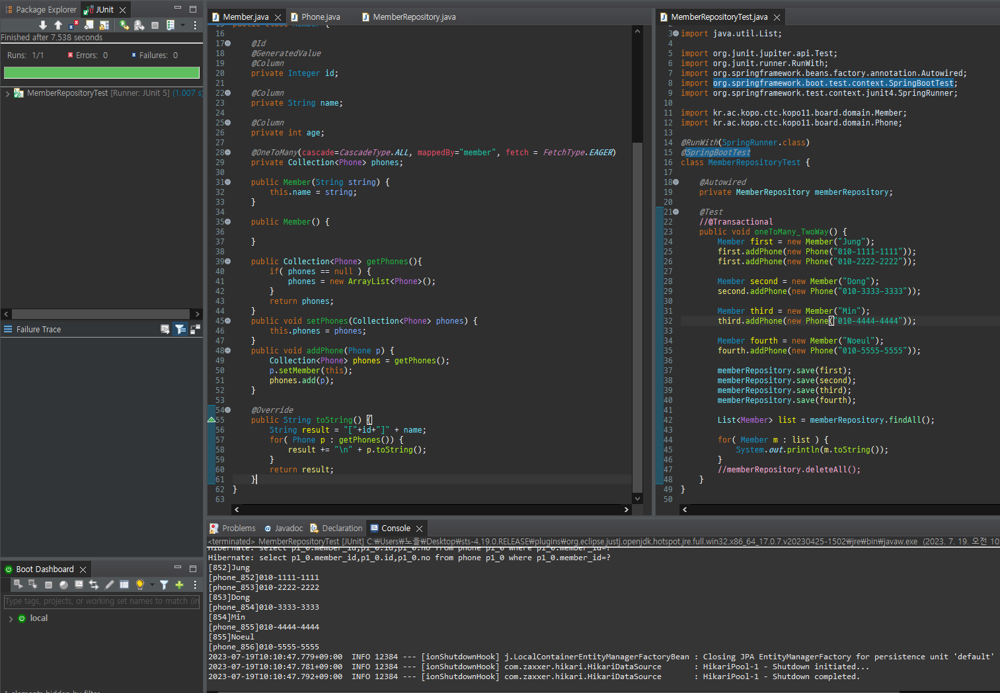 Package Explorer
JUnit
Finished after 7.538 seconds
Runs: 1/1
Errors: 0
Failures: 0
MemberRepositoryTest [Runner: JUnit 5] (1.007 s
Failure Trace
Boot Dashboard
Type tags, projects, or working set names to match (in
local
Member.java
Phone.java
MemberRepository.java
16
17 @Id
18 @GeneratedValue
19 @Column
20 private Integer id;
21
22 @Column
23 private String name;
24
25 @Column
26 private int age;
27
28 @OneToMany(cascade=CascadeType.ALL, mappedBy="member", fetch = FetchType.EAGER)
29 private Collection<Phone> phones;
30
31 public Member(String string) {
32 this.name = string;
33 }
34
35 public Member() {
36
37 }
38
39 public Collection<Phone> getPhones(){
40 if( phones == null ) {
41 phones = new ArrayList<Phone>();
42 }
43 return phones;
44 }
45 public void setPhones(Collection<Phone> phones) {
46 this.phones = phones;
47 }
48 public void addPhone(Phone p) {
49 Collection<Phone> phones = getPhones();
50 p.setMember(this);
51 phones.add(p);
52 }
53
54 @Override
55 public String toString() {
56 String result = "["+id+"]" + name;
57 for( Phone p : getPhones()) {
58 result += "\n" + p.toString();
59 }
60 return result;
61 }
62 }
63
MemberRepositoryTest.java
3 import java.util.List;
4
5 import org.junit.jupiter.api.Test;
6 import org.junit.runner.RunWith;
7 import org.springframework.beans.factory.annotation.Autowired;
8 import org.springframework.boot.test.context.SpringBootTest;
9 import org.springframework.test.context.junit4.SpringRunner;
10
11 import kr.ac.kopo.ctc.kopo11.board.domain.Member;
12 import kr.ac.kopo.ctc.kopo11.board.domain.Phone;
13
14 @RunWith(SpringRunner.class)
15 @SpringBootTest
16 class MemberRepositoryTest {
17
18 @Autowired
19 private MemberRepository memberRepository;
20
21 @Test
22 //@Transactional
23 public void oneToMany_TwoWay() {
24 Member first = new Member("Jung");
25 first.addPhone(new Phone("010-1111-1111"));
26 first.addPhone(new Phone("010-2222-2222"));
27
28 Member second = new Member("Dong");
29 second.addPhone(new Phone("010-3333-3333"));
30
31 Member third = new Member("Min");
32 third.addPhone(new Phone("010-4444-4444"));
33
34 Member fourth = new Member("Noeul");
35 fourth.addPhone(new Phone("010-5555-5555"));
36
37 memberRepository.save(first);
38 memberRepository.save(second);
39 memberRepository.save(third);
40 memberRepository.save(fourth);
41
42 List<Member> list = memberRepository.findAll();
43
44 for( Member m : list ) {
45 System.out.println(m.toString());
46 }
47 //memberRepository.deleteAll();
48 }
49 }
50
Problems
Javadoc
Declaration
Console
<terminated> MemberRepositoryTest [JUnit] C:₩Users₩노을₩Desktop₩sts-4.19.0.RELEASE₩plugins₩org.eclipse.justj.openjdk.hotspot.jre.full.win32.x86_64_17.0.7.v20230425-1502₩jre₩bin₩javaw.exe (2023. 7. 19. 오전 10
Hibernate: select p1_0.member_id,p1_0.id,p1_0.no from phone p1_0 where p1_0.member_id=?
Hibernate: select p1_0.member_id,p1_0.id,p1_0.no from phone p1_0 where p1_0.member_id=?
[852]Jung
[phone_852]010-1111-1111
[phone_853]010-2222-2222
[853]Dong
[phone_854]010-3333-3333
[854]Min
[phone_855]010-4444-4444
[855]Noeul
[phone_856]010-5555-5555
2023-07-19T10:10:47.779+09:00 INFO 12384 --- [ionShutdownHook] j.LocalContainerEntityManagerFactoryBean : Closing JPA EntityManagerFactory for persistence unit 'default'
2023-07-19T10:10:47.781+09:00 INFO 12384 --- [ionShutdownHook] com.zaxxer.hikari.HikariDataSource : HikariPool-1 - Shutdown initiated...
2023-07-19T10:10:47.792+09:00 INFO 12384 --- [ionShutdownHook] com.zaxxer.hikari.HikariDataSource : HikariPool-1 - Shutdown completed.